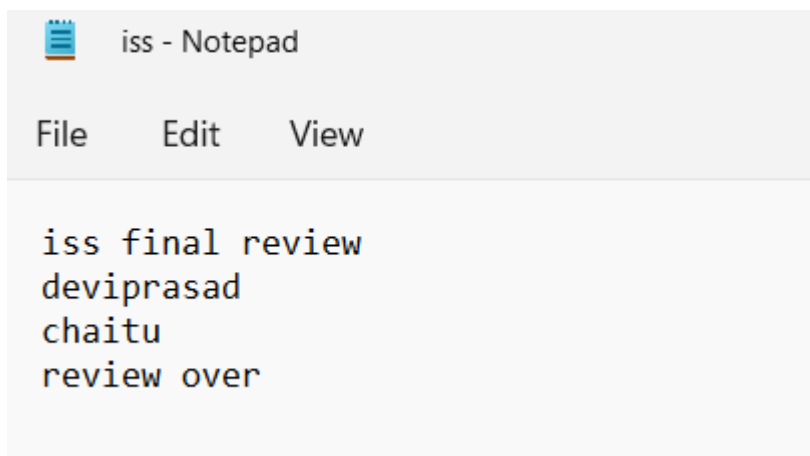 iss - Notepad
File Edit View
iss final review
deviprasad
chaitu
review over